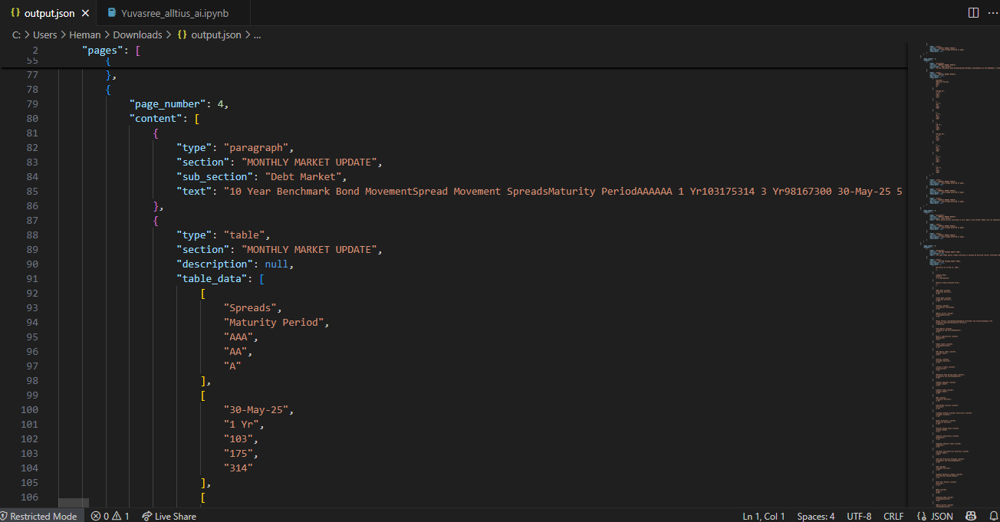 {} output.json × Yuvasree_alltius_ai.ipynb ...
C: > Users > Heman > Downloads > {} output.json > ...
2 "pages": [
55 {
77 },
78 {
79 "page_number": 4,
80 "content": [
81 {
82 "type": "paragraph",
83 "section": "MONTHLY MARKET UPDATE",
84 "sub_section": "Debt Market",
85 "text": "10 Year Benchmark Bond MovementSpread Movement SpreadsMaturity PeriodAAAAAA 1 Yr103175314 3 Yr98167300 30-May-25 5
86 },
87 {
88 "type": "table",
89 "section": "MONTHLY MARKET UPDATE",
90 "description": null,
91 "table_data": [
92 [
93 "Spreads",
94 "Maturity Period",
95 "AAA",
96 "AA",
97 "A"
98 ],
99 [
100 "30-May-25",
101 "1 Yr",
102 "103",
103 "175",
104 "314"
105 ],
106 [
Restricted Mode 0 1 Live Share Ln 1, Col 1 Spaces: 4 UTF-8 CRLF {} JSON